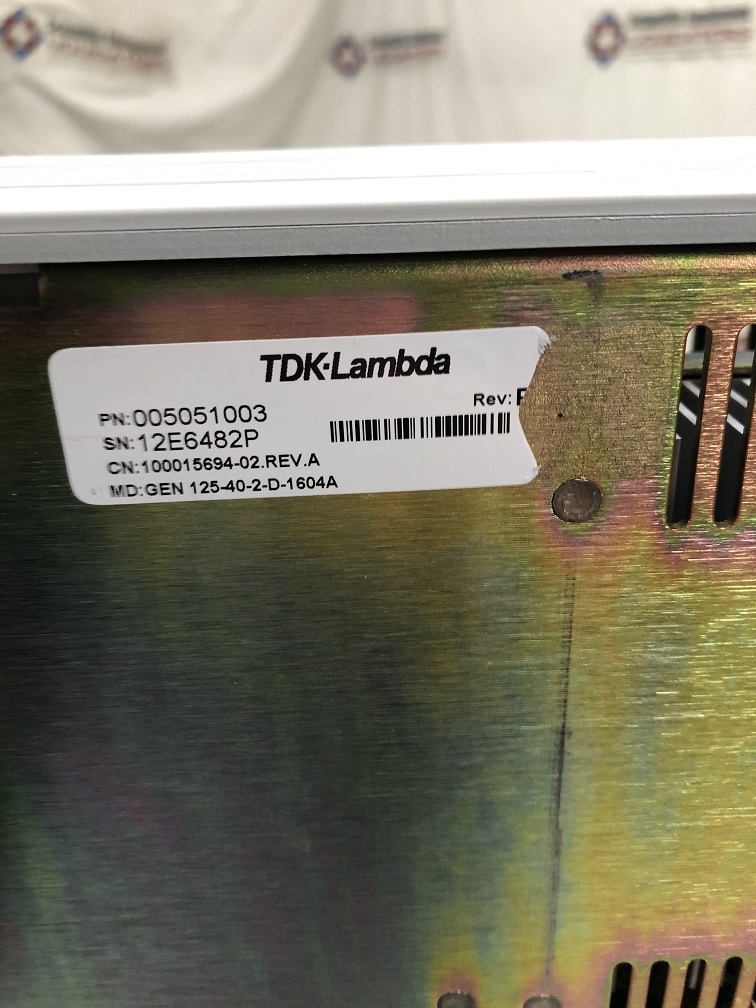 TDK·Lambda
Rev:
PN:005051003
SN:12E6482P
CN:100015694-02.REV.A
MD:GEN 125-40-2-D-1604A